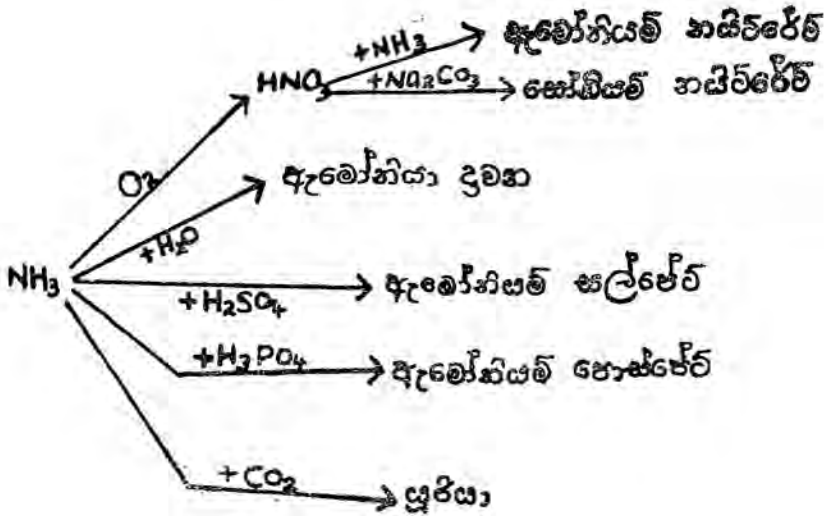 +NH3 ඇමෝනියම් නයිට්රේට්
HNO3 +Na2CO3 සෝඩියම් නයිට්රේට්
O2
ඇමෝනියා ද්‍රවන
+H2O
NH3
+H2SO4 ඇමෝනියම් සල්පේට්
+H3PO4 ඇමෝනියම් පොස්පේට්
+CO2 යූරියා